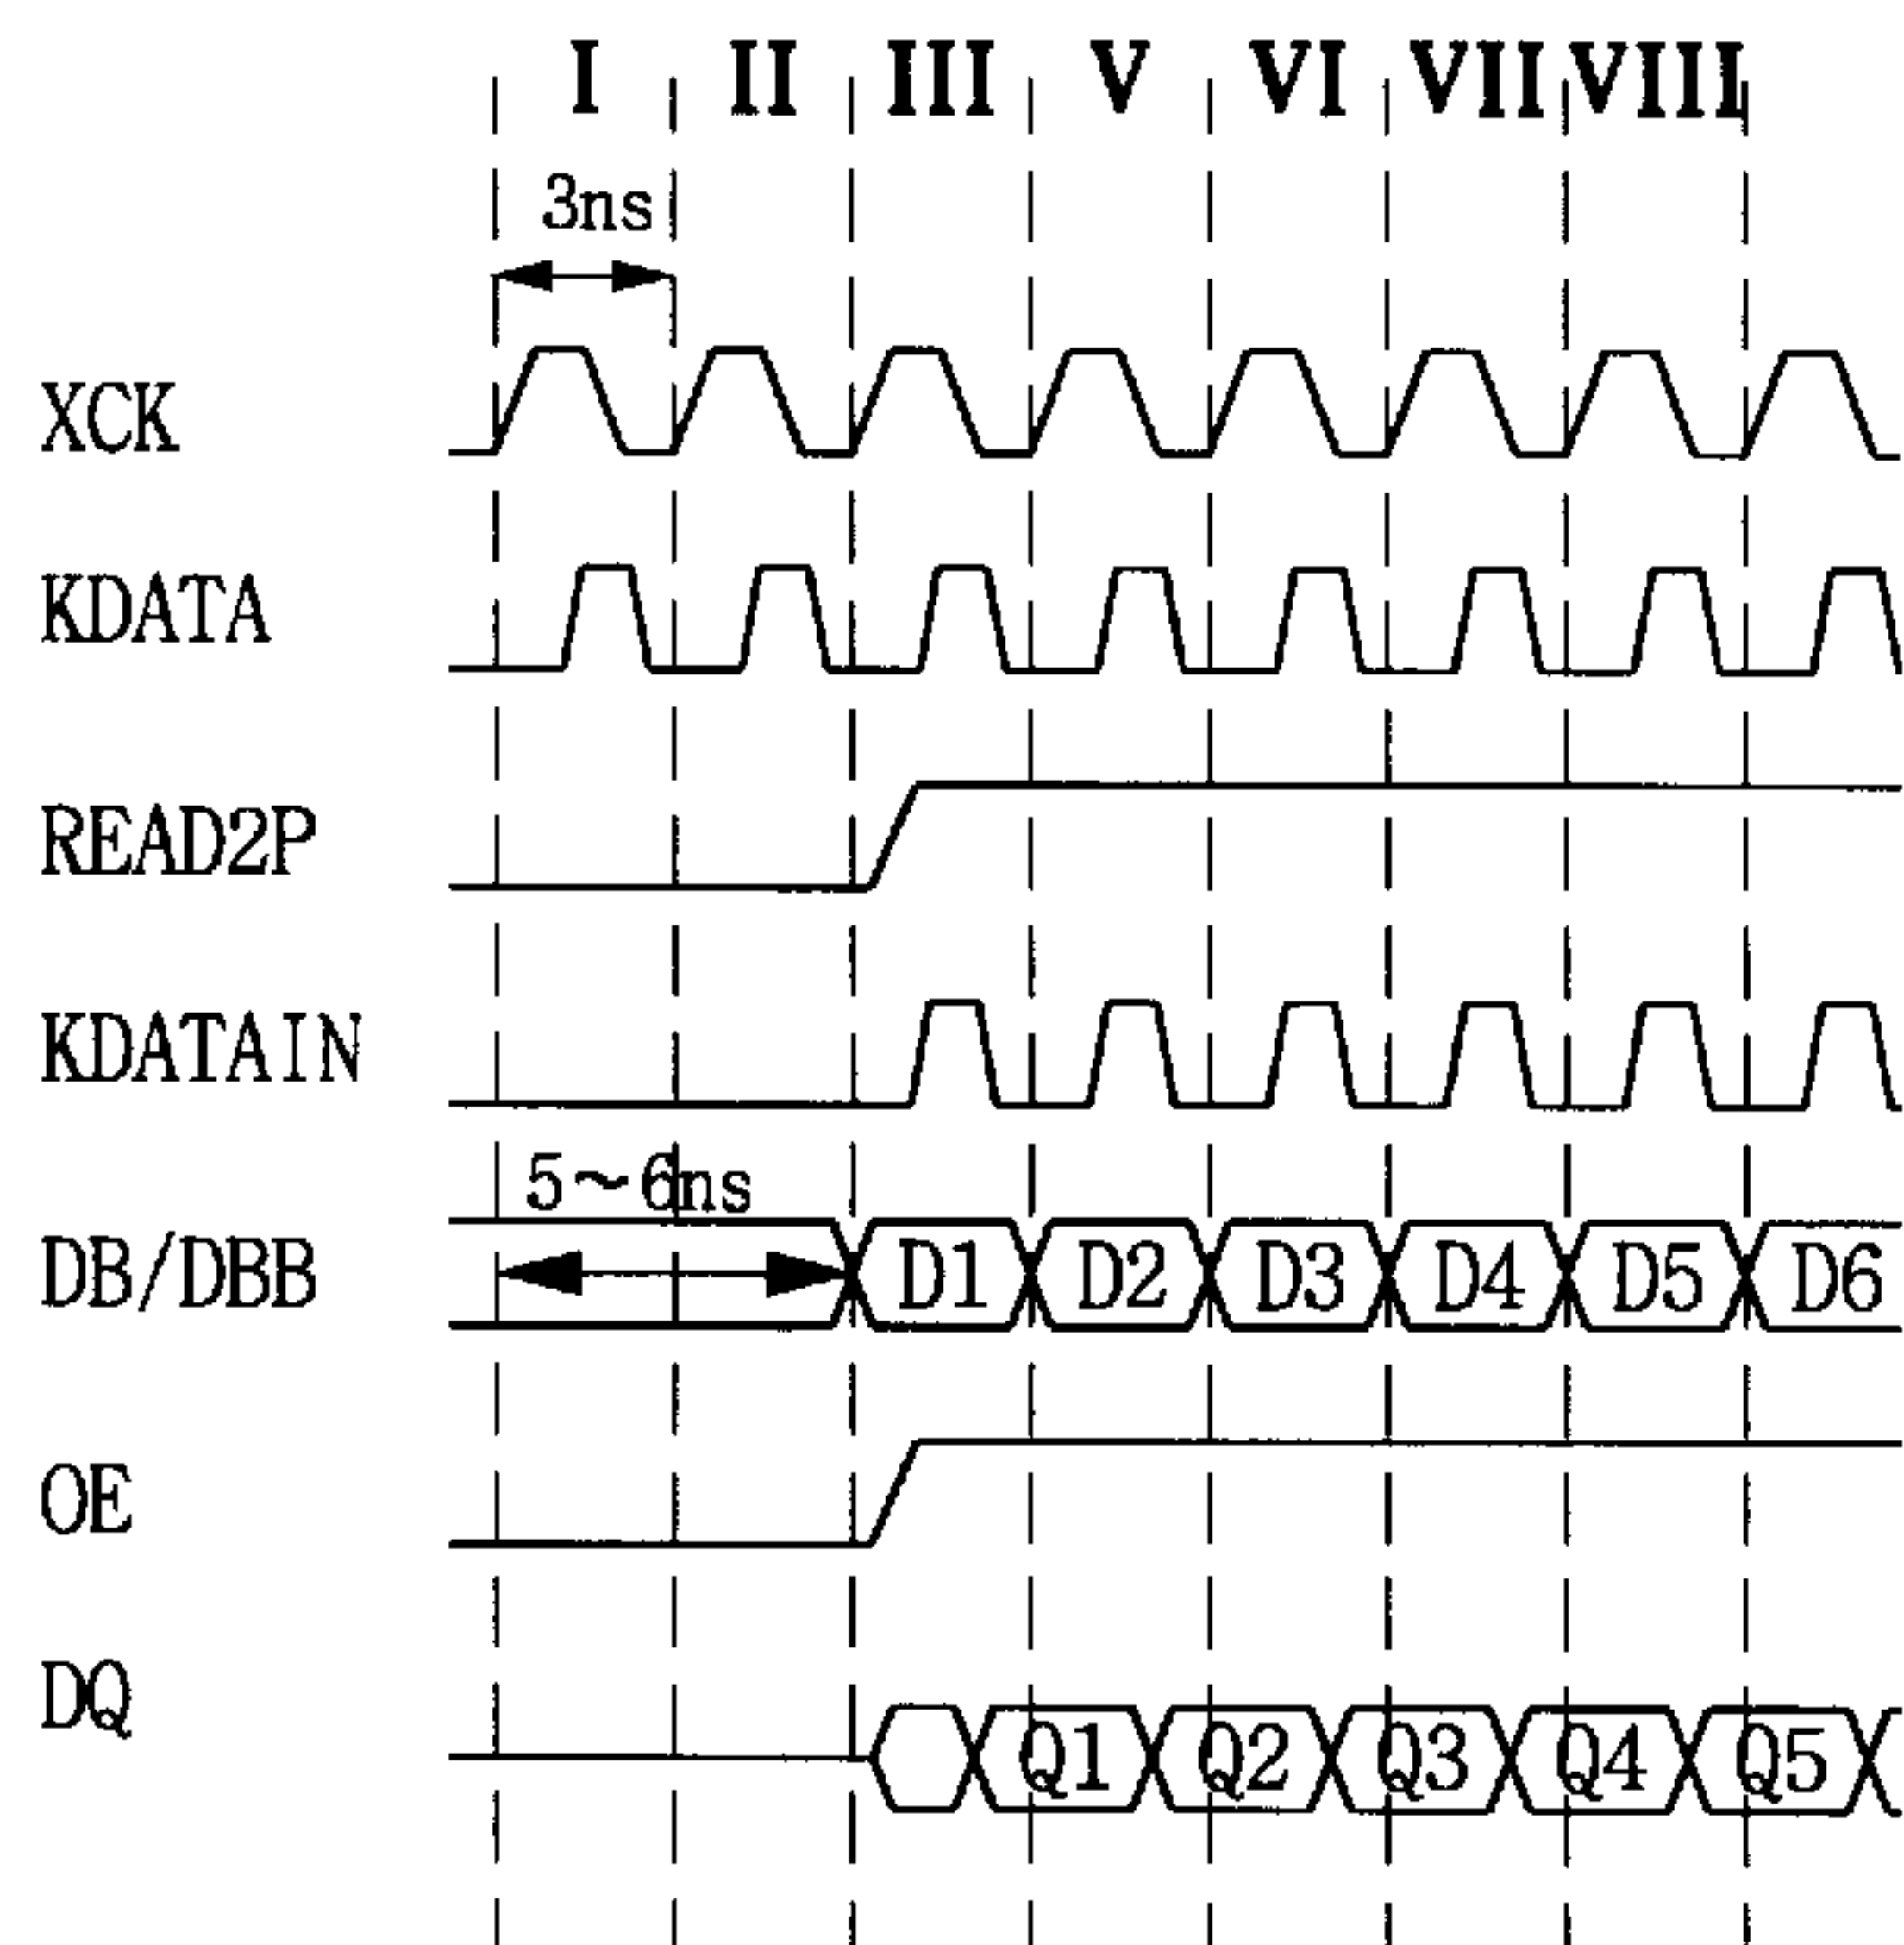 I II III V VI VII VIII
3ns
XCK
KDATA
READ2P
KDATAIN
5~6ns
DB/DBB D1 D2 D3 D4 D5 D6
OE
DQ Q1 Q2 Q3 Q4 Q5